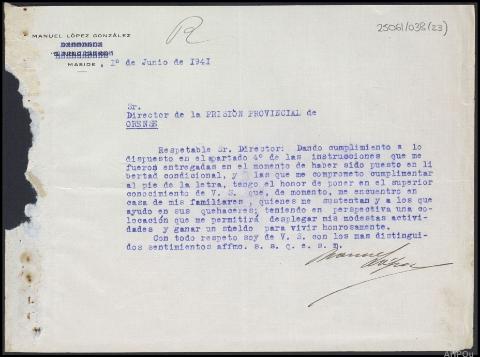 25061/038(23)
R
MANUEL LÓPEZ GONZÁLEZ
MASIDE, 1º de Junio de 1941
Sr.
Director de la PRISIÓN PROVINCIAL de
ORENSE
Respetable Sr. Director: Dando cumplimiento a lo
dispuesto en el apartado 4º de las instrucciones que me
fueron entregadas en el momento de haber sido puesto en li
bertad condicional, y las que me comprometo cumplimentar
al pie de la letra, tengo el honor de poner en el superior
conocimiento de V. S. que, de momento, me encuentro en
casa de mis familiares, quienes me sustentan y a los que
ayudo en sus quehaceres; teniendo en perspectiva una co-
locación que me permitirá desplegar mis modestas activi-
dades y ganar un sueldo para vivir honrosamente.
Con todo respeto soy de V. S. con los mas distingui-
dos sentimientos affmo. s. s. q. e. s. m.
Manuel López
AHPOu